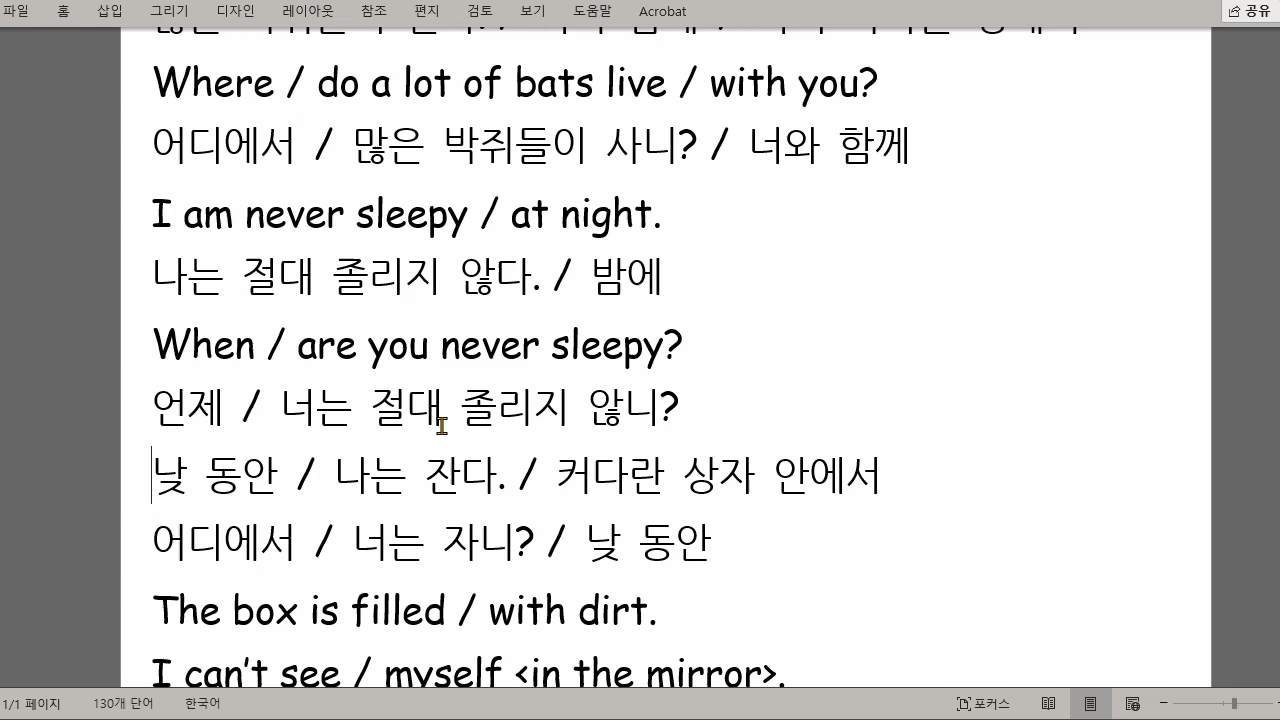 파일 홈 삽입 그리기 디자인 레이아웃 참조 편지 검토 보기 도움말 Acrobat 공유
Where / do a lot of bats live / with you?
어디에서 / 많은 박쥐들이 사니? / 너와 함께
I am never sleepy / at night.
나는 절대 졸리지 않다. / 밤에
When / are you never sleepy?
언제 / 너는 절대 졸리지 않니?
낮 동안 / 나는 잔다. / 커다란 상자 안에서
어디에서 / 너는 자니? / 낮 동안
The box is filled / with dirt.
I can't see / myself <in the mirror>.
1/1 페이지 130개 단어 한국어 포커스